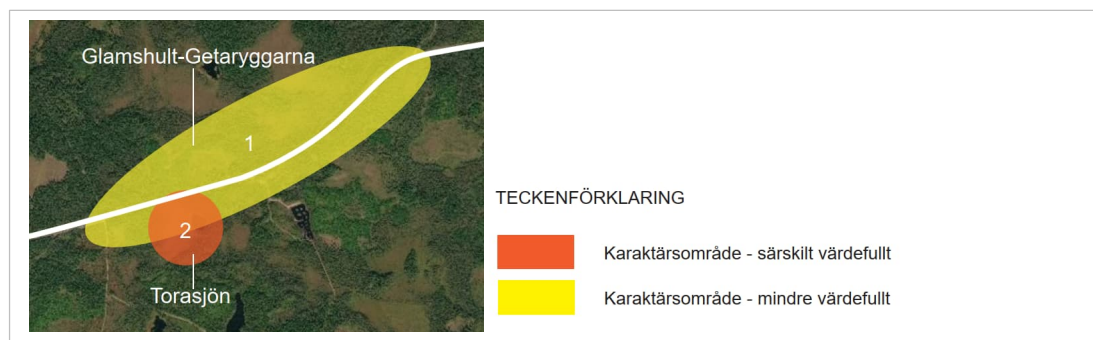 Glamshult-Getaryggarna
1
2
Torasjön
TECKENFÖRKLARING
Karaktärsområde - särskilt värdefullt
Karaktärsområde - mindre värdefullt